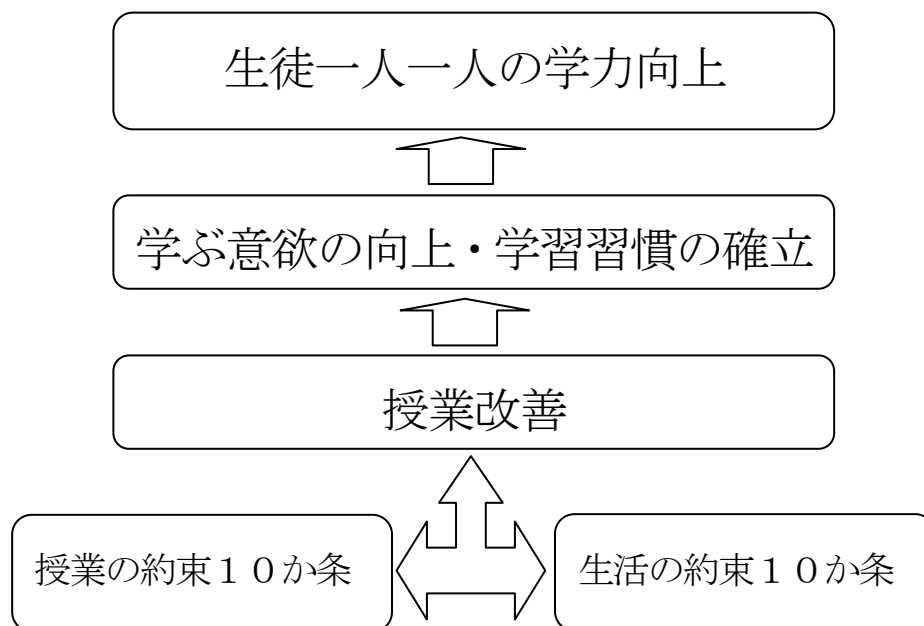 生徒一人一人の学力向上
学ぶ意欲の向上・学習習慣の確立
授業改善
授業の約束１０か条
生活の約束１０か条